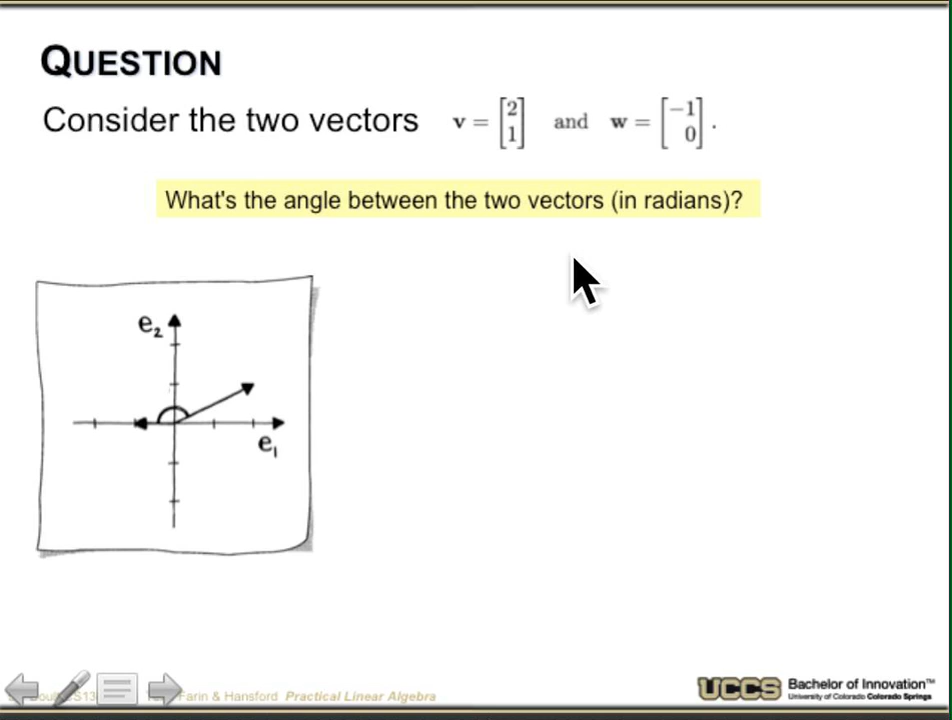 QUESTION
Consider the two vectors v = [2 1] and w = [-1 0].
What's the angle between the two vectors (in radians)?
e2
e1
Farin & Hansford Practical Linear Algebra
UCCS Bachelor of Innovation™
University of Colorado Colorado Springs